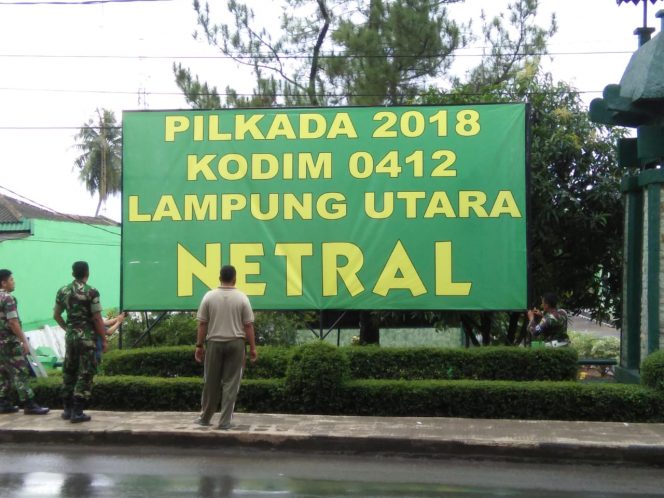 PILKADA 2018
KODIM 0412
LAMPUNG UTARA
NETRAL